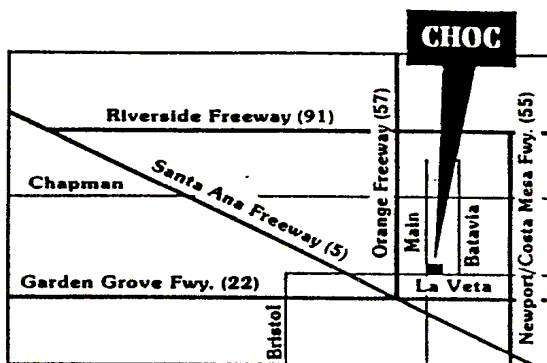 CHOC
Riverside Freeway (91)
Orange Freeway (57)
Newport/Costa Mesa Fwy. (55)
Chapman
Santa Ana Freeway (5)
Main
Batavia
Garden Grove Fwy. (22)
La Veta
Bristol